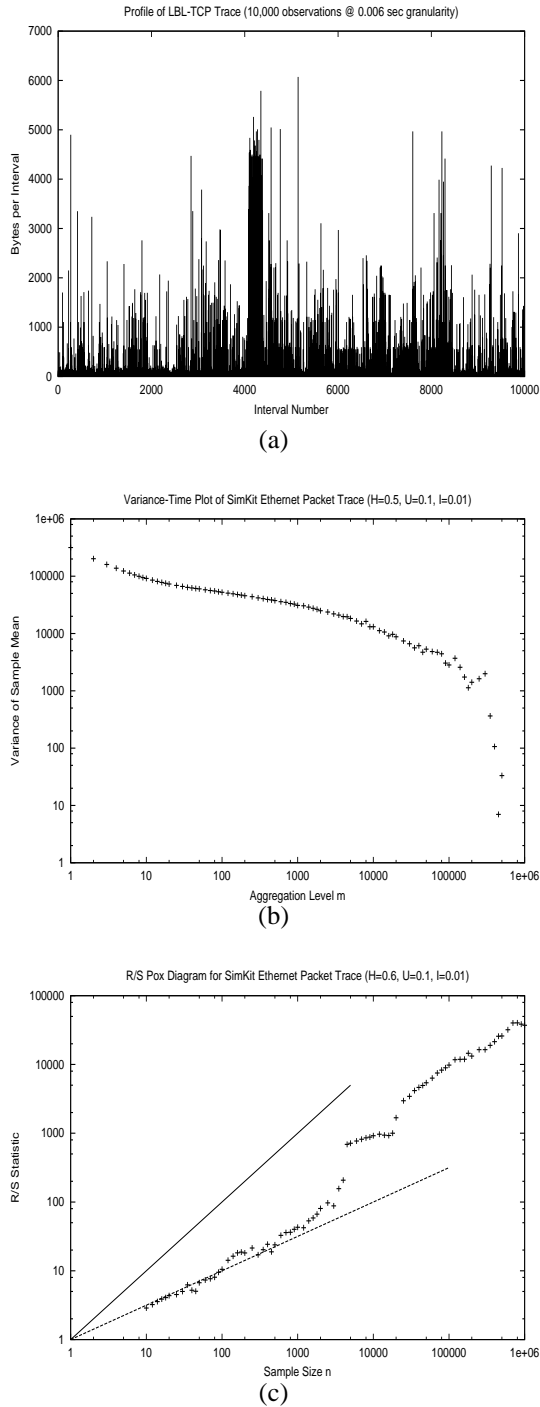 Profile of LBL-TCP Trace (10,000 observations @ 0.006 sec granularity)
7000
6000
5000
4000
3000
2000
1000
0
Bytes per Interval
0 2000 4000 6000 8000 10000
Interval Number
(a)
Variance-Time Plot of SimKit Ethernet Packet Trace (H=0.5, U=0.1, I=0.01)
1e+06
100000
10000
1000
100
10
1
Variance of Sample Mean
1 10 100 1000 10000 100000 1e+06
Aggregation Level m
(b)
R/S Pox Diagram for SimKit Ethernet Packet Trace (H=0.6, U=0.1, I=0.01)
100000
10000
1000
100
10
1
R/S Statistic
1 10 100 1000 10000 100000 1e+06
Sample Size n
(c)